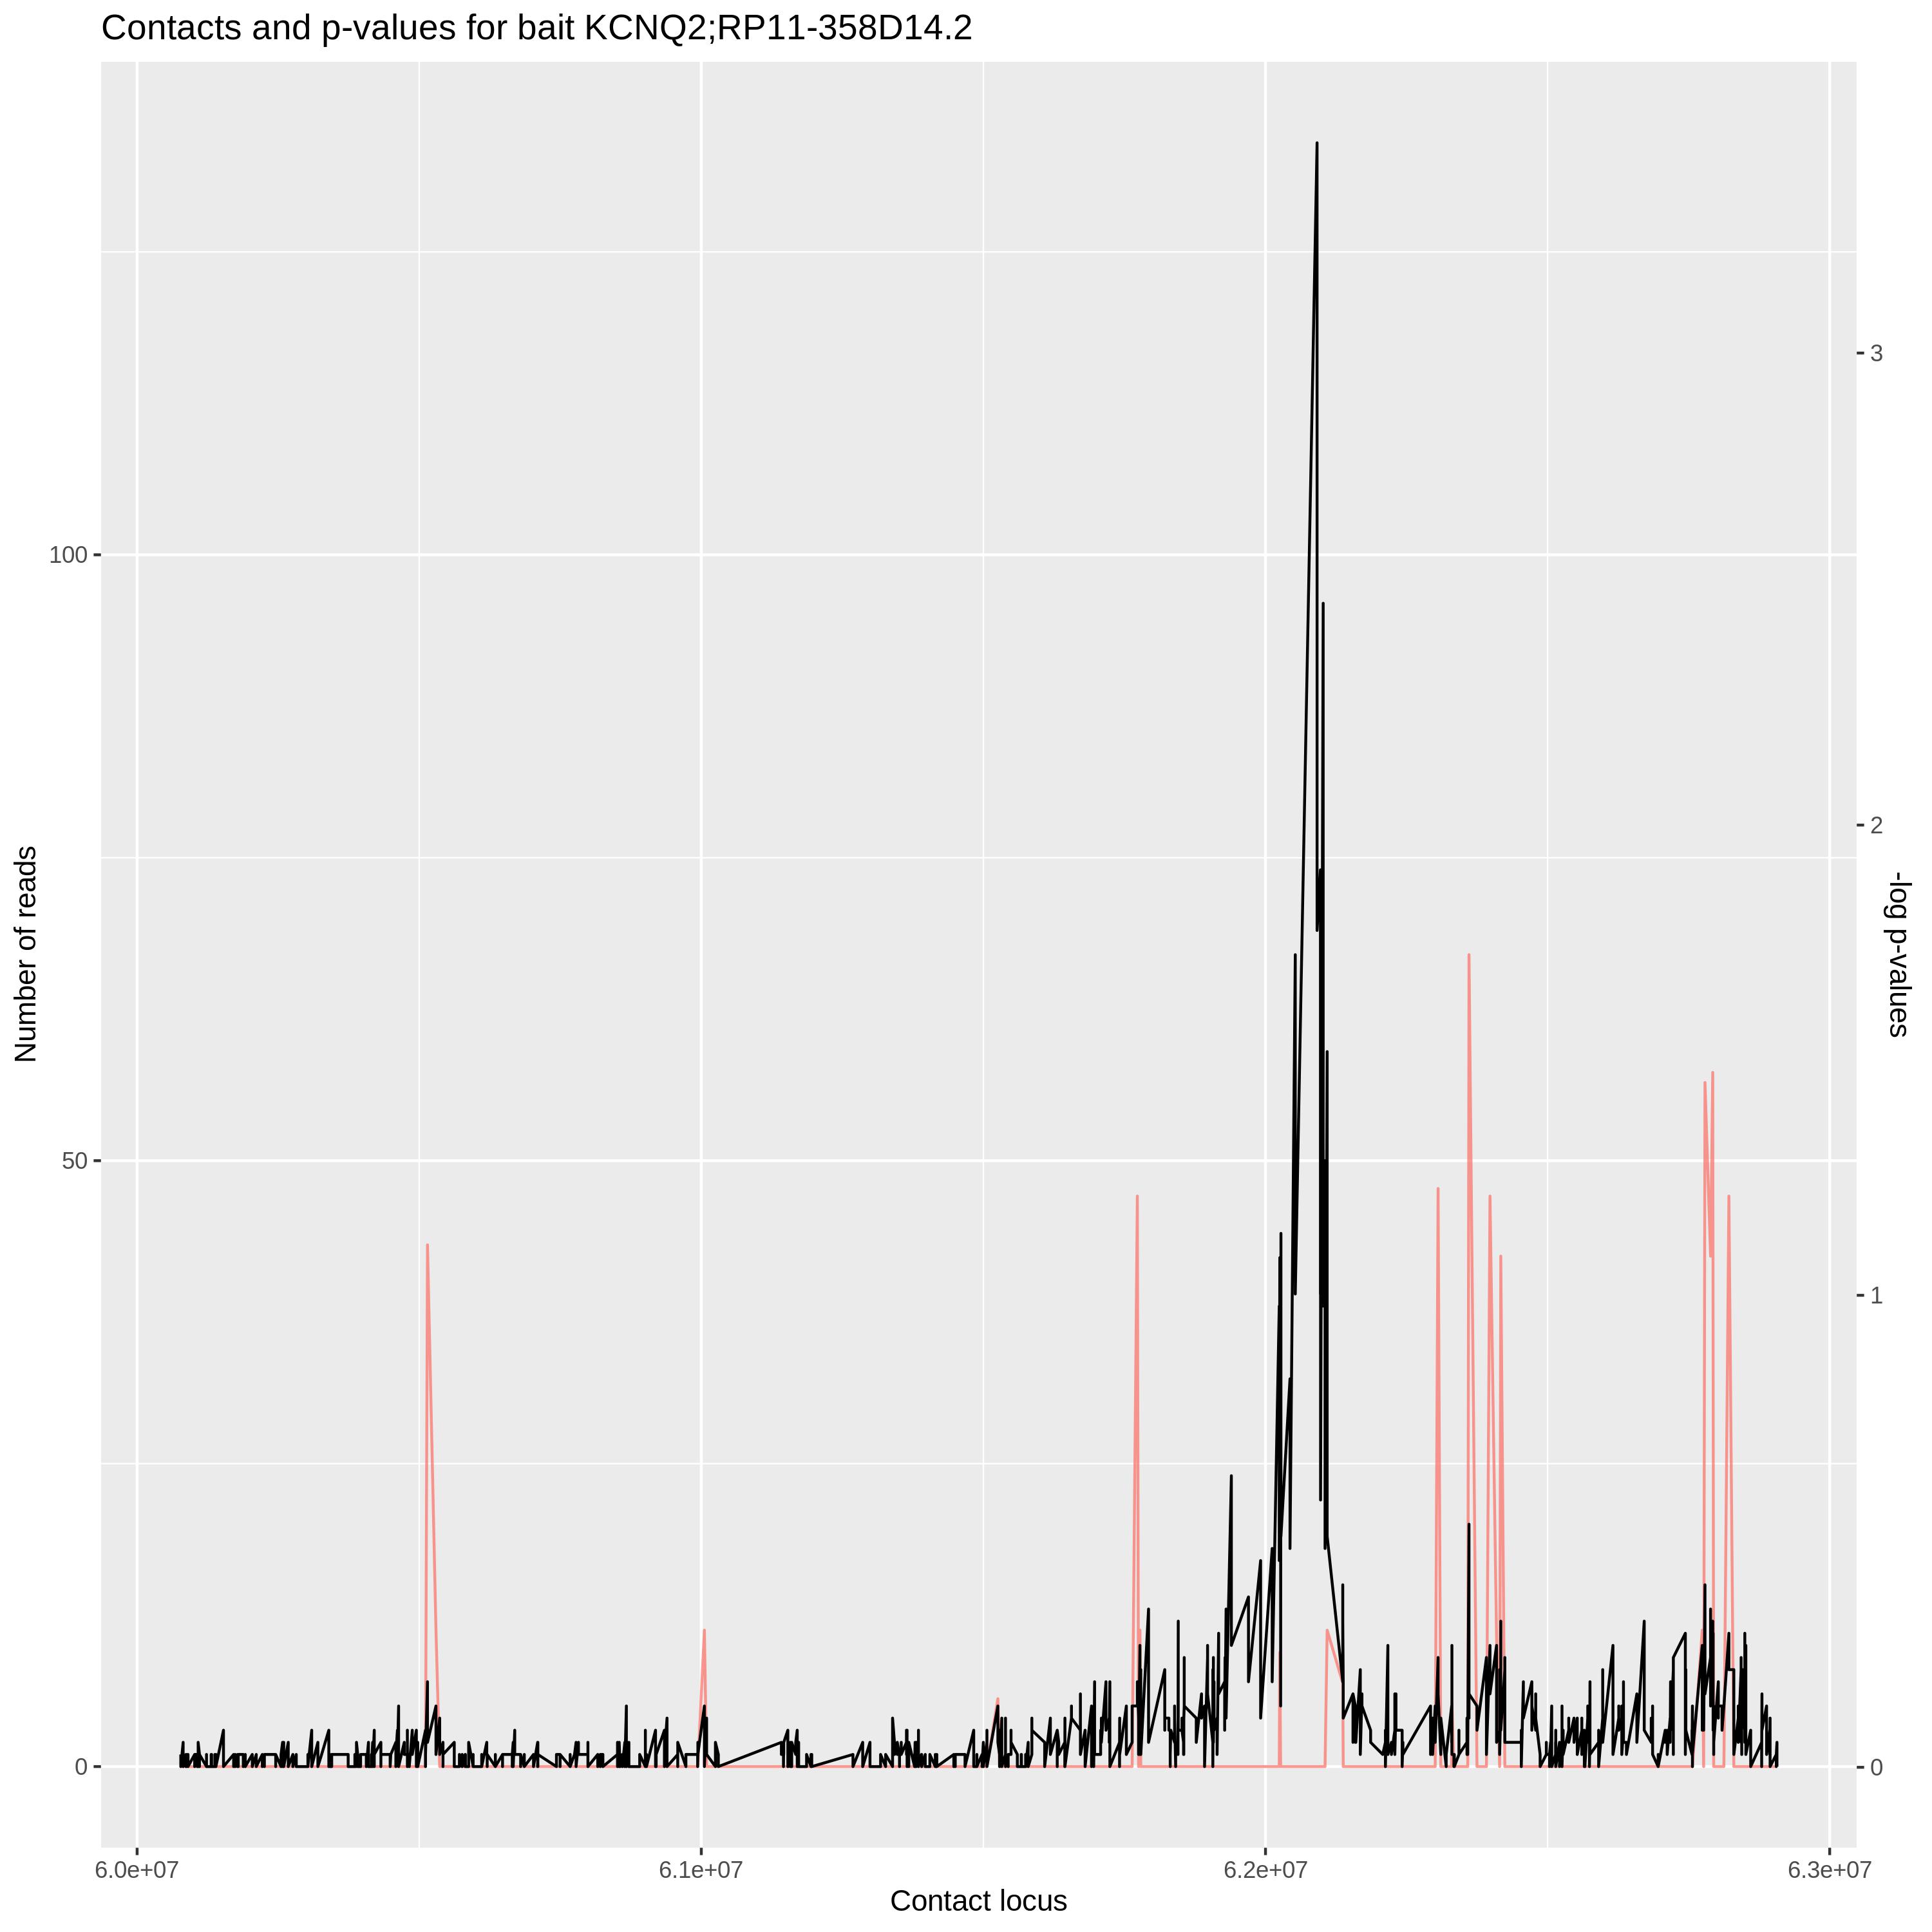 Contacts and p-values for bait KCNQ2;RP11-358D14.2
Number of reads
100
50
0
3
2
1
0
-log p-values
6.0e+07
6.1e+07
6.2e+07
6.3e+07
Contact locus